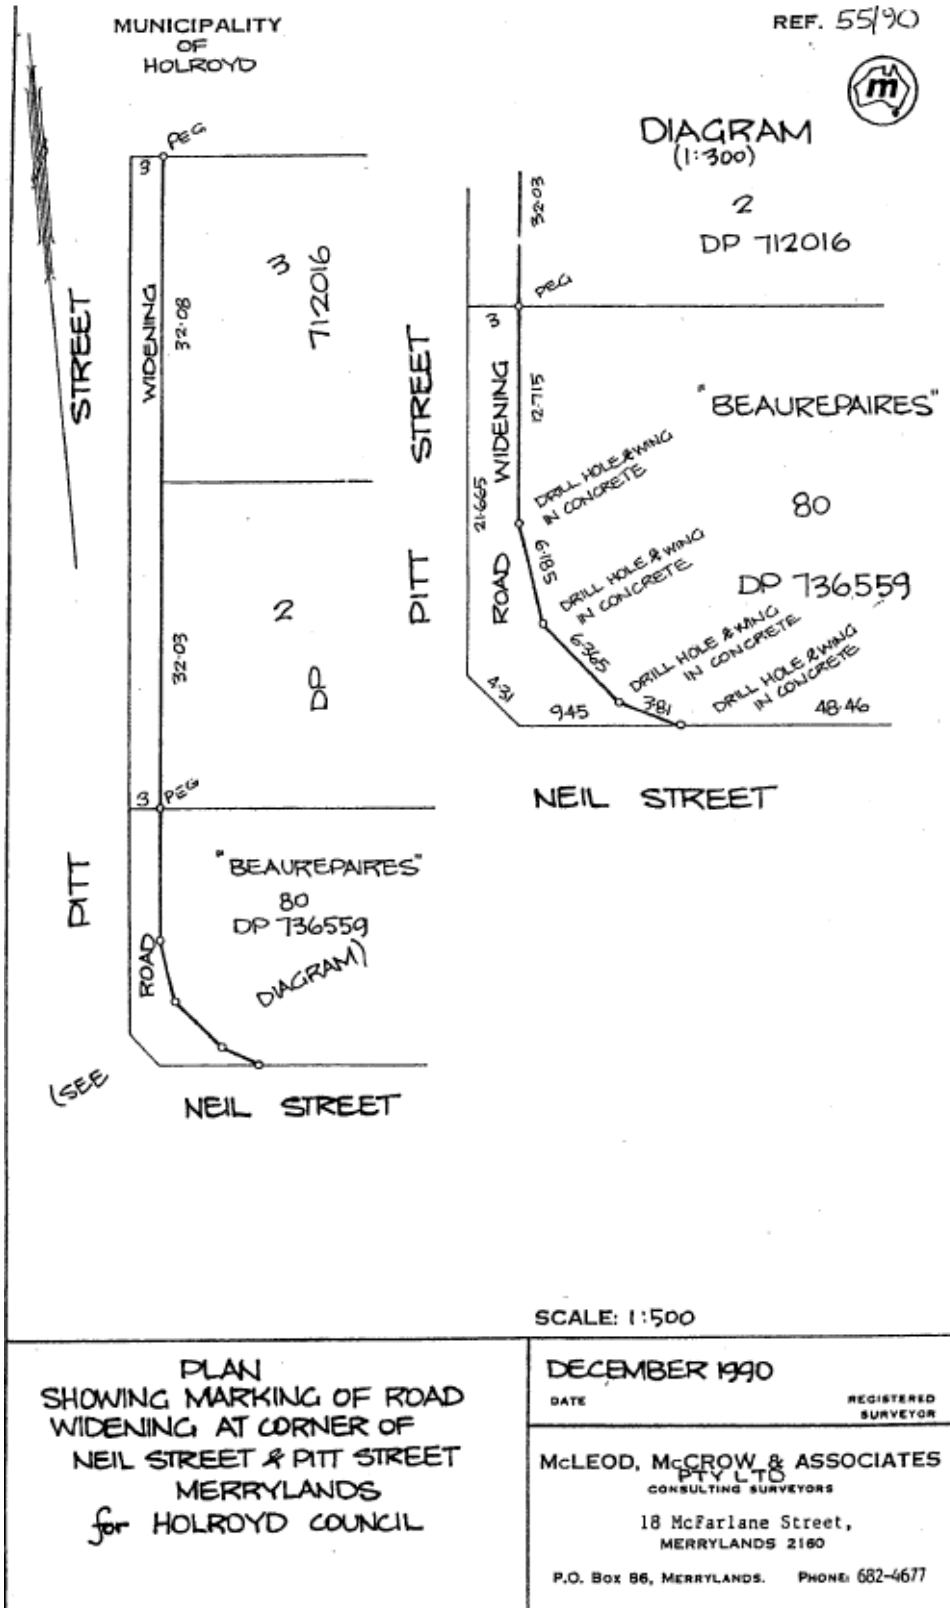 MUNICIPALITY
OF
HOLROYD
REF. 55/90
m
DIAGRAM
(1:300)
PEG
3
WIDENING
32·08
3
712016
STREET
2
DP
32·03
PITT
3
PEG
"BEAUREPAIRES"
80
DP 736559
DIAGRAM)
ROAD
(SEE
NEIL STREET
32·03
2
DP 712016
PEG
3
WIDENING
12·715
STREET
"BEAUREPAIRES"
DRILL HOLE & WING
IN CONCRETE
21·665
80
PITT
ROAD
6·185
DRILL HOLE & WING
IN CONCRETE
DP 736559
6·365
DRILL HOLE & WING
IN CONCRETE
DRILL HOLE & WING
IN CONCRETE
4·31
9·45
3·81
48·46
NEIL STREET
SCALE: 1:500
PLAN
SHOWING MARKING OF ROAD
WIDENING AT CORNER OF
NEIL STREET & PITT STREET
MERRYLANDS
for HOLROYD COUNCIL
DECEMBER 1990
DATE
REGISTERED
SURVEYOR
McLEOD, McCROW & ASSOCIATES
PTY LTD
CONSULTING SURVEYORS
18 McFarlane Street,
MERRYLANDS 2160
P.O. Box 86, MERRYLANDS. PHONE: 682-4677